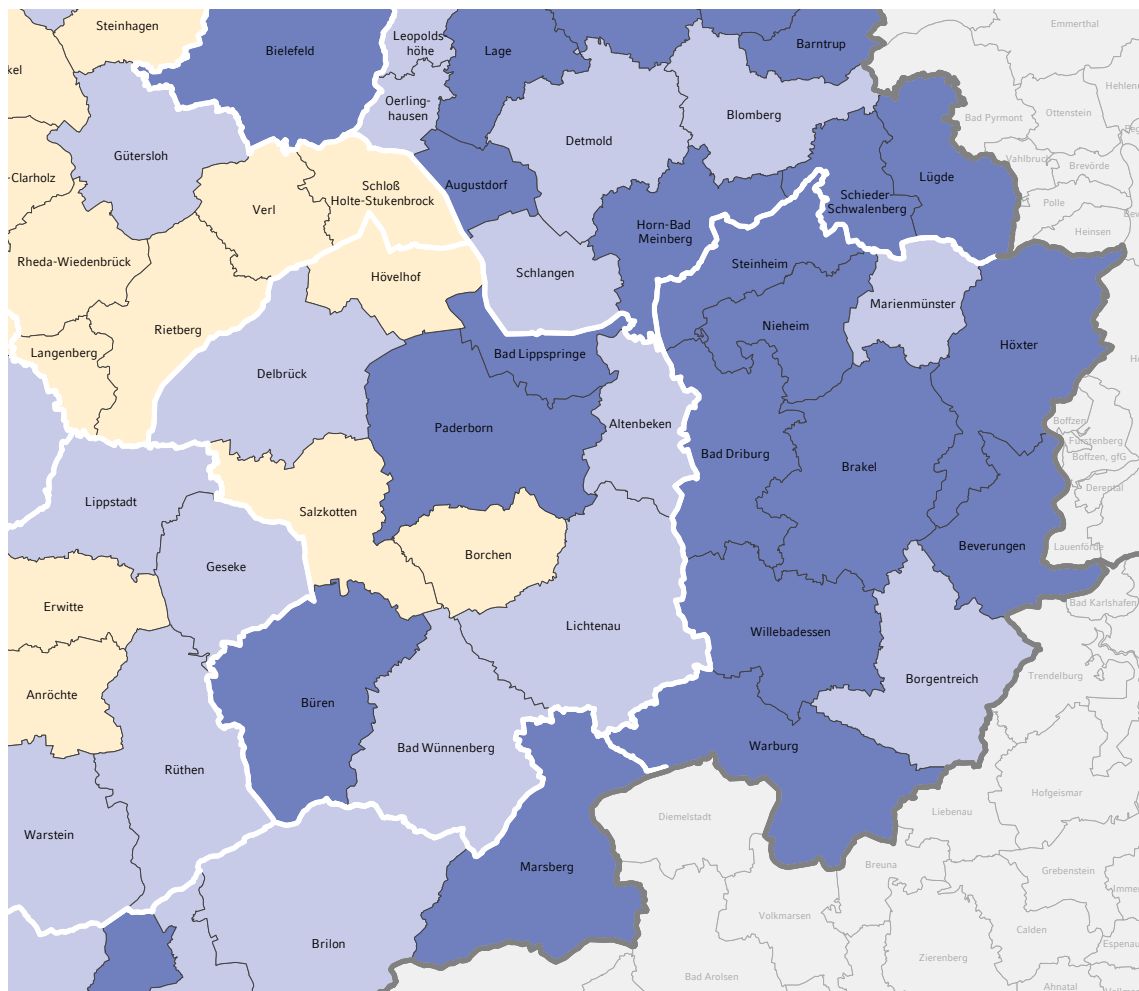 Steinhagen
Emmerthal
Leopolds
höhe
Bielefeld
Lage
Barntrup
kel
Hehlen
Oerling-
hausen
Ottenstein
Blomberg
Bad Pyrmont
Detmold
Gütersloh
Vahlbruch
Brevörde
-Clarholz
Lügde
Augustdorf
Schloß
Holte-Stukenbrock
Schieder-
Schwalenberg
Polle
Verl
Horn-Bad
Meinberg
Heinsen
Rheda-Wiedenbrück
Steinheim
Schlangen
Hövelhof
Marienmünster
Nieheim
Rietberg
Höxter
Langenberg
Bad Lippspringe
Delbrück
Boffzen
Altenbeken
Paderborn
Fürstenberg
Bad Driburg
Boffzen, gfG
Brakel
Derental
Lippstadt
Salzkotten
Beverungen
Lauenförde
Borchen
Geseke
Bad Karlshafen
Erwitte
Lichtenau
Willebadessen
Trendelburg
Borgentreich
Anröchte
Büren
Bad Wünnenberg
Warburg
Rüthen
Hofgeismar
Liebenau
Diemelstadt
Warstein
Breuna
Marsberg
Grebenstein
Volkmarsen
Calden
Brilon
Espenau
Zierenberg
Bad Arolsen
Ahnatal